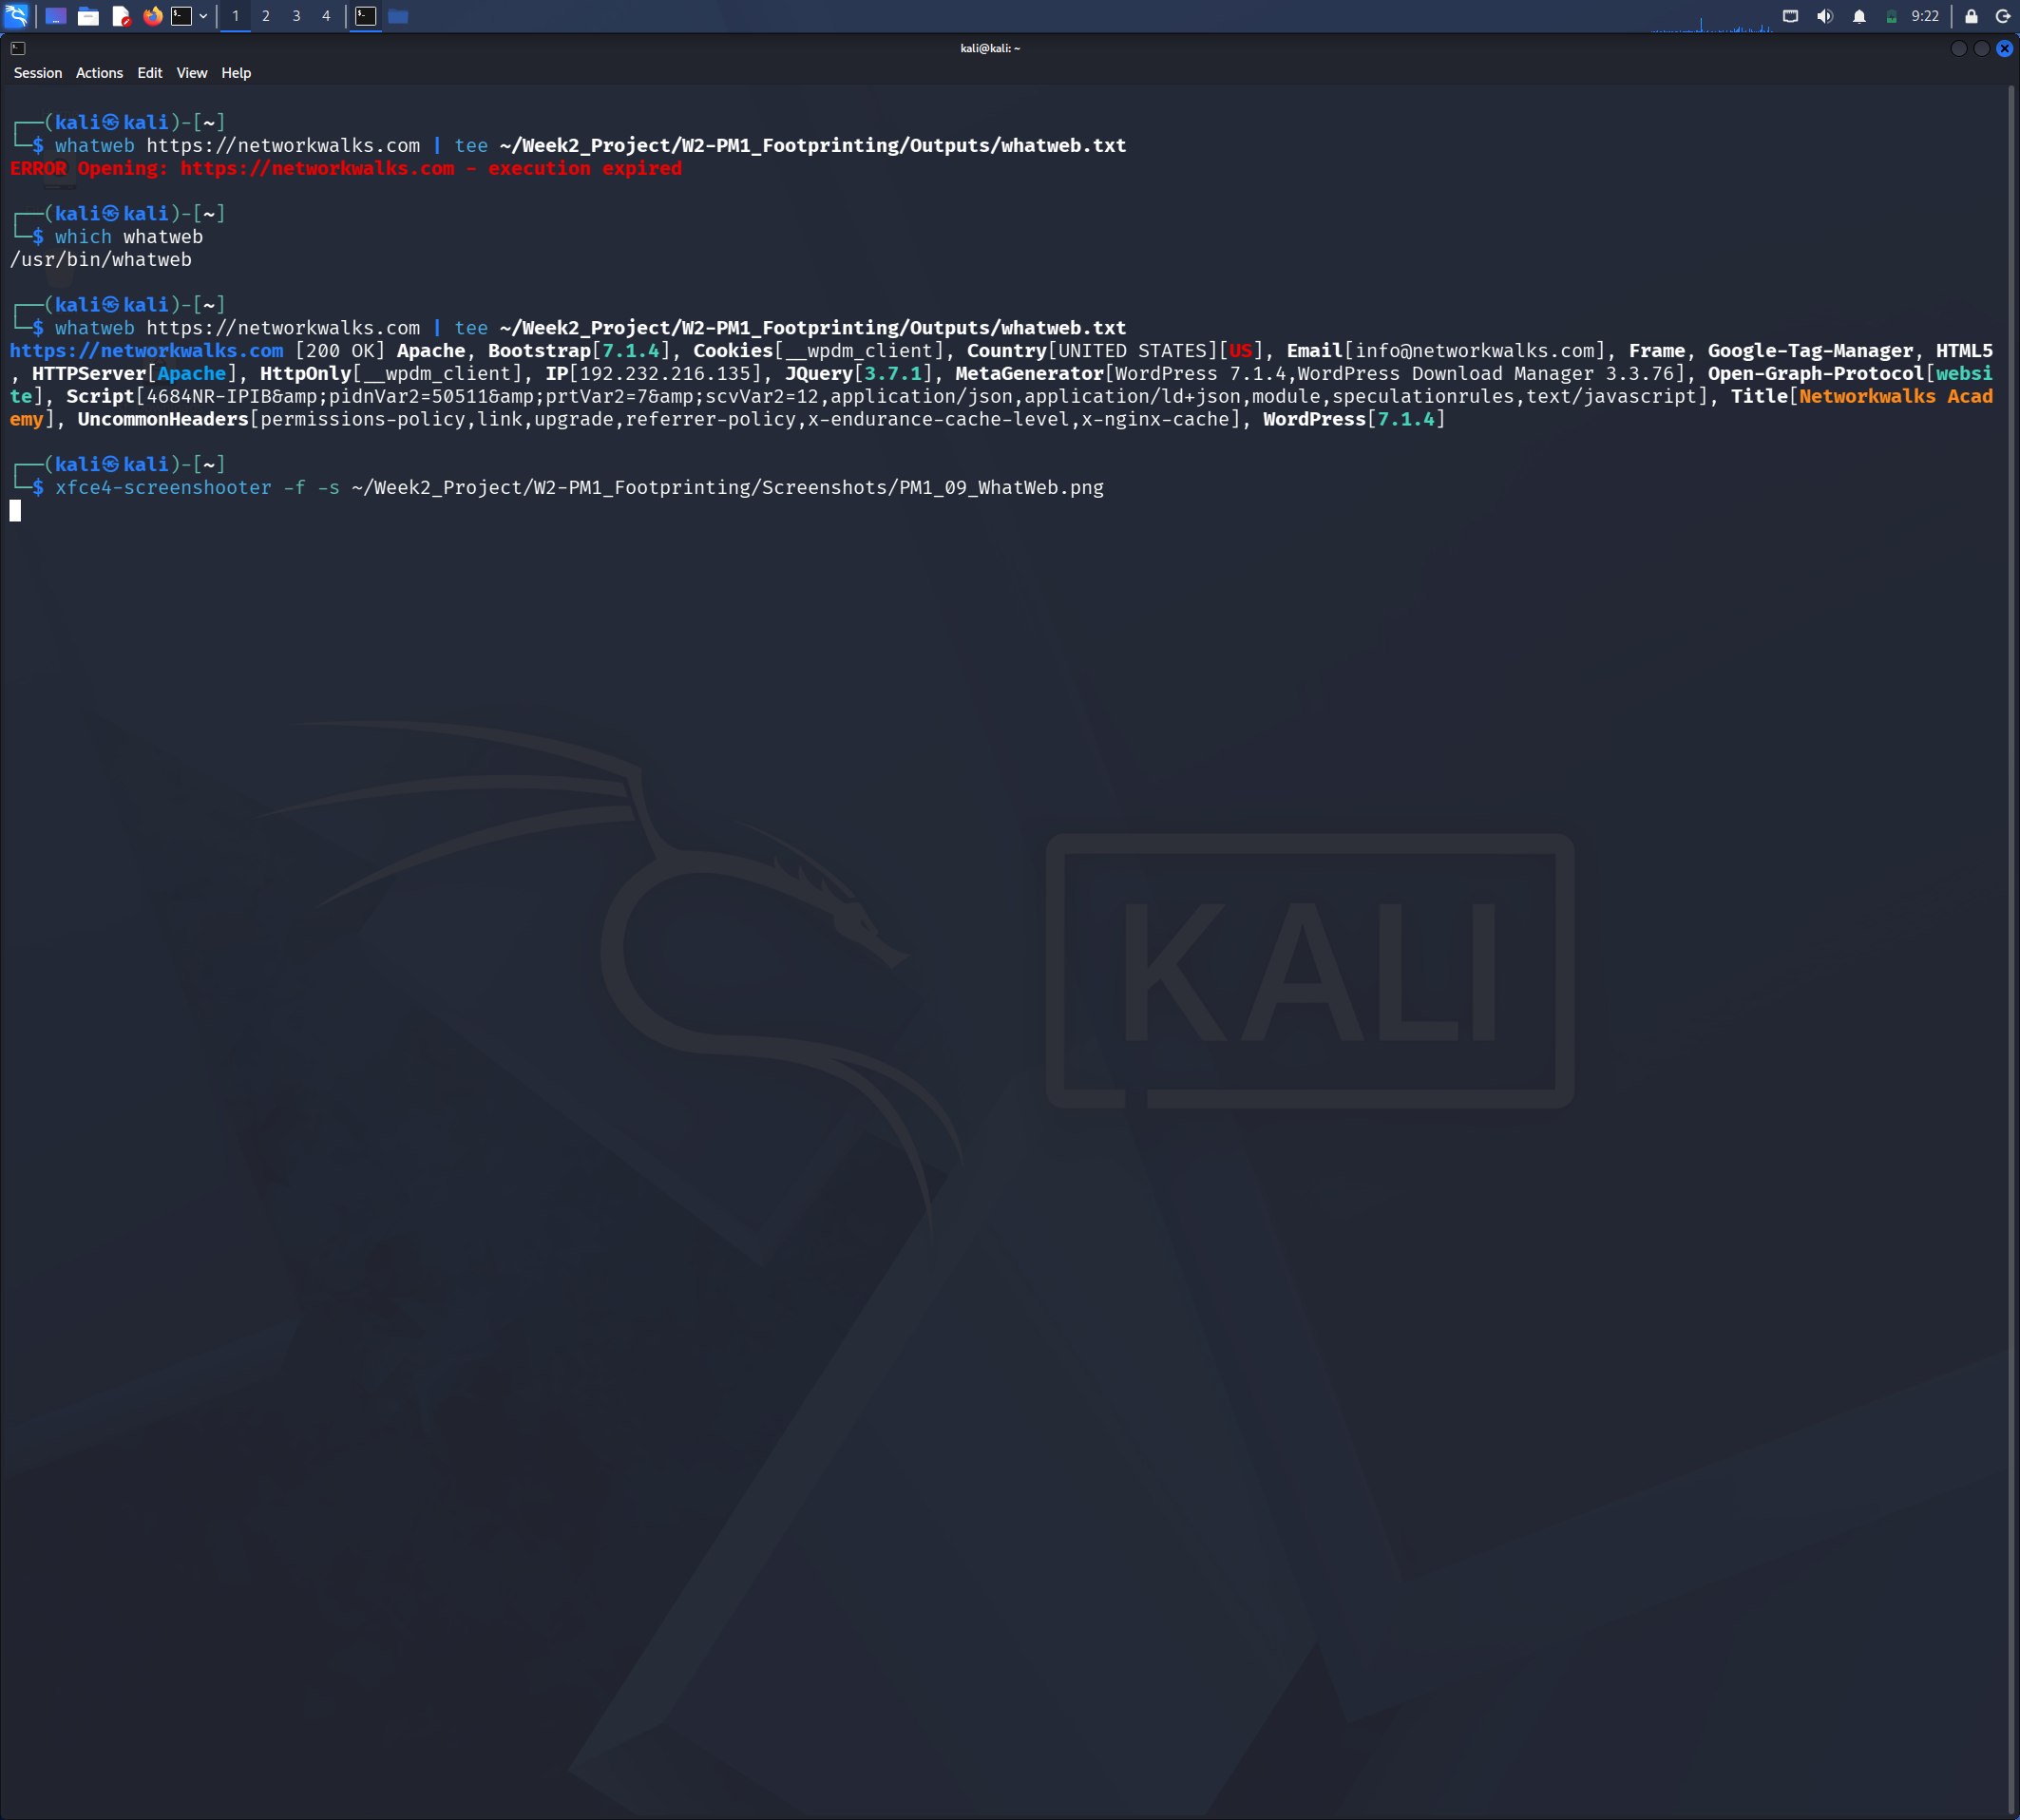 1 2 3 4 9:22
kali@kali: ~
Session Actions Edit View Help
┌──(kali㉿kali)-[~]
└─$ whatweb https://networkwalks.com | tee ~/Week2_Project/W2-PM1_Footprinting/Outputs/whatweb.txt
ERROR Opening: https://networkwalks.com - execution expired
┌──(kali㉿kali)-[~]
└─$ which whatweb
/usr/bin/whatweb
┌──(kali㉿kali)-[~]
└─$ whatweb https://networkwalks.com | tee ~/Week2_Project/W2-PM1_Footprinting/Outputs/whatweb.txt
https://networkwalks.com [200 OK] Apache, Bootstrap[7.1.4], Cookies[__wpdm_client], Country[UNITED STATES][US], Email[info@networkwalks.com], Frame, Google-Tag-Manager, HTML5
, HTTPServer[Apache], HttpOnly[__wpdm_client], IP[192.232.216.135], JQuery[3.7.1], MetaGenerator[WordPress 7.1.4,WordPress Download Manager 3.3.76], Open-Graph-Protocol[websi
te], Script[4684NR-IPIB&amp;pidnVar2=50511&amp;prtVar2=7&amp;scvVar2=12,application/json,application/ld+json,module,speculationrules,text/javascript], Title[Networkwalks Acad
emy], UncommonHeaders[permissions-policy,link,upgrade,referrer-policy,x-endurance-cache-level,x-nginx-cache], WordPress[7.1.4]
┌──(kali㉿kali)-[~]
└─$ xfce4-screenshooter -f -s ~/Week2_Project/W2-PM1_Footprinting/Screenshots/PM1_09_WhatWeb.png
KALI